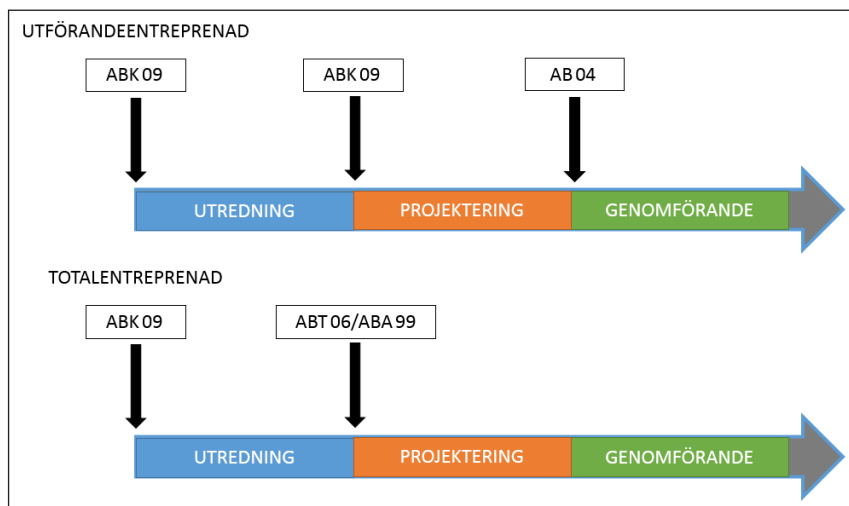 UTFÖRANDEENTREPRENAD
ABK 09
ABK 09
AB 04
UTREDNING
PROJEKTERING
GENOMFÖRANDE
TOTALENTREPRENAD
ABK 09
ABT 06/ABA 99
UTREDNING
PROJEKTERING
GENOMFÖRANDE